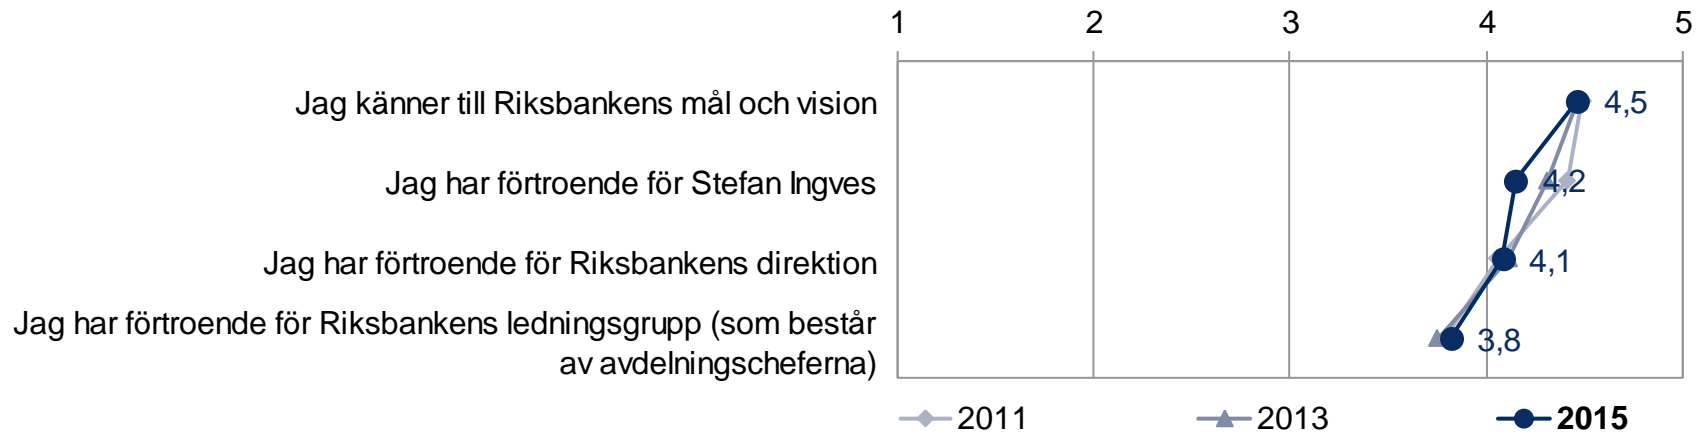 1 2 3 4 5
Jag känner till Riksbankens mål och vision 4,5
Jag har förtroende för Stefan Ingves 4,2
Jag har förtroende för Riksbankens direktion 4,1
Jag har förtroende för Riksbankens ledningsgrupp (som består
av avdelningscheferna) 3,8
2011 2013 2015